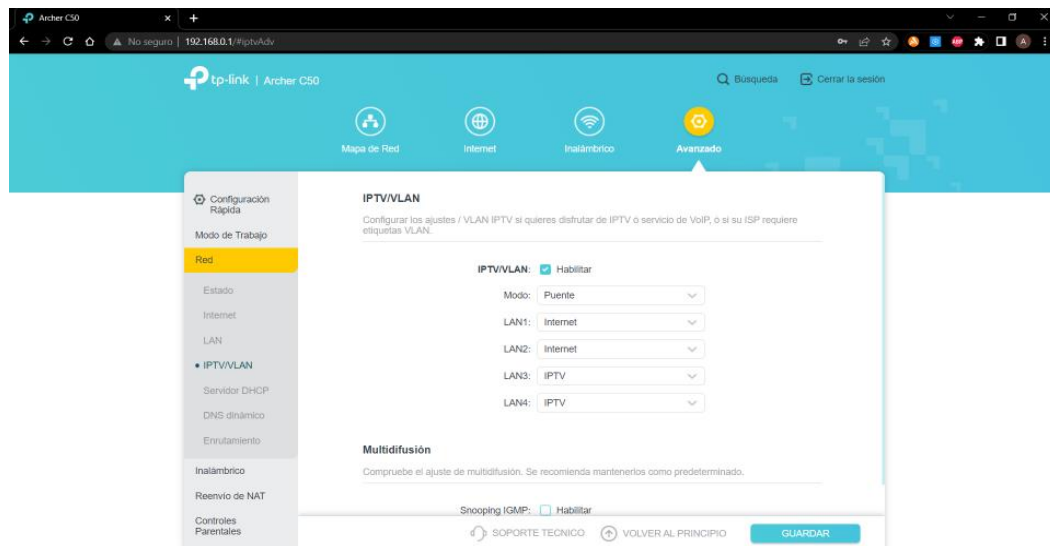 Archer C50
No seguro | 192.168.0.1/#iptvAdv
A
tp-link | Archer C50
Búsqueda
Cerrar la sesión
Mapa de Red
Internet
Inalámbrico
Avanzado
Configuración
Rápida
Modo de Trabajo
Red
Estado
Internet
LAN
IPTV/VLAN
Servidor DHCP
DNS dinámico
Enrutamiento
Inalámbrico
Reenvío de NAT
Controles
Parentales
IPTV/VLAN
Configurar los ajustes / VLAN IPTV si quieres disfrutar de IPTV o servicio de VoIP, o si su ISP requiere
etiquetas VLAN.
IPTV/VLAN: Habilitar
Modo: Puente
LAN1: Internet
LAN2: Internet
LAN3: IPTV
LAN4: IPTV
Multidifusión
Compruebe el ajuste de multidifusión. Se recomienda mantenerlos como predeterminado.
Snooping IGMP: Habilitar
SOPORTE TECNICO
VOLVER AL PRINCIPIO
GUARDAR